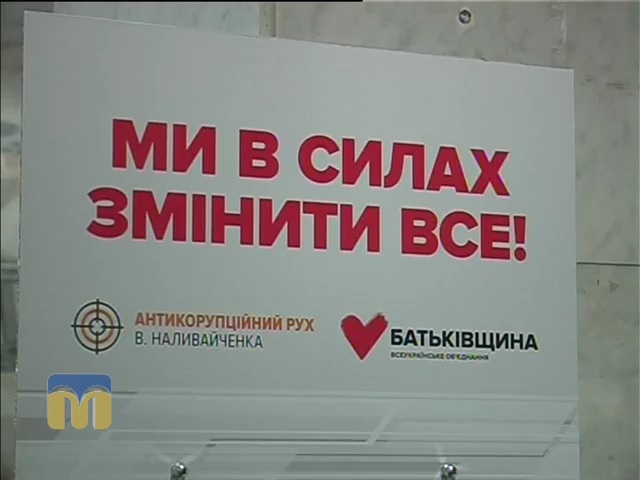 МИ В СИЛАХ
ЗМІНИТИ ВСЕ!
АНТИКОРУПЦІЙНИЙ РУХ
В. НАЛИВАЙЧЕНКА
БАТЬКІВЩИНА
ВСЕУКРАЇНСЬКЕ ОБ'ЄДНАННЯ